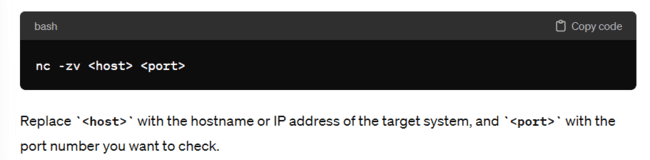 bash Copy code
nc -zv <host> <port>
Replace `<host>` with the hostname or IP address of the target system, and `<port>` with the
port number you want to check.